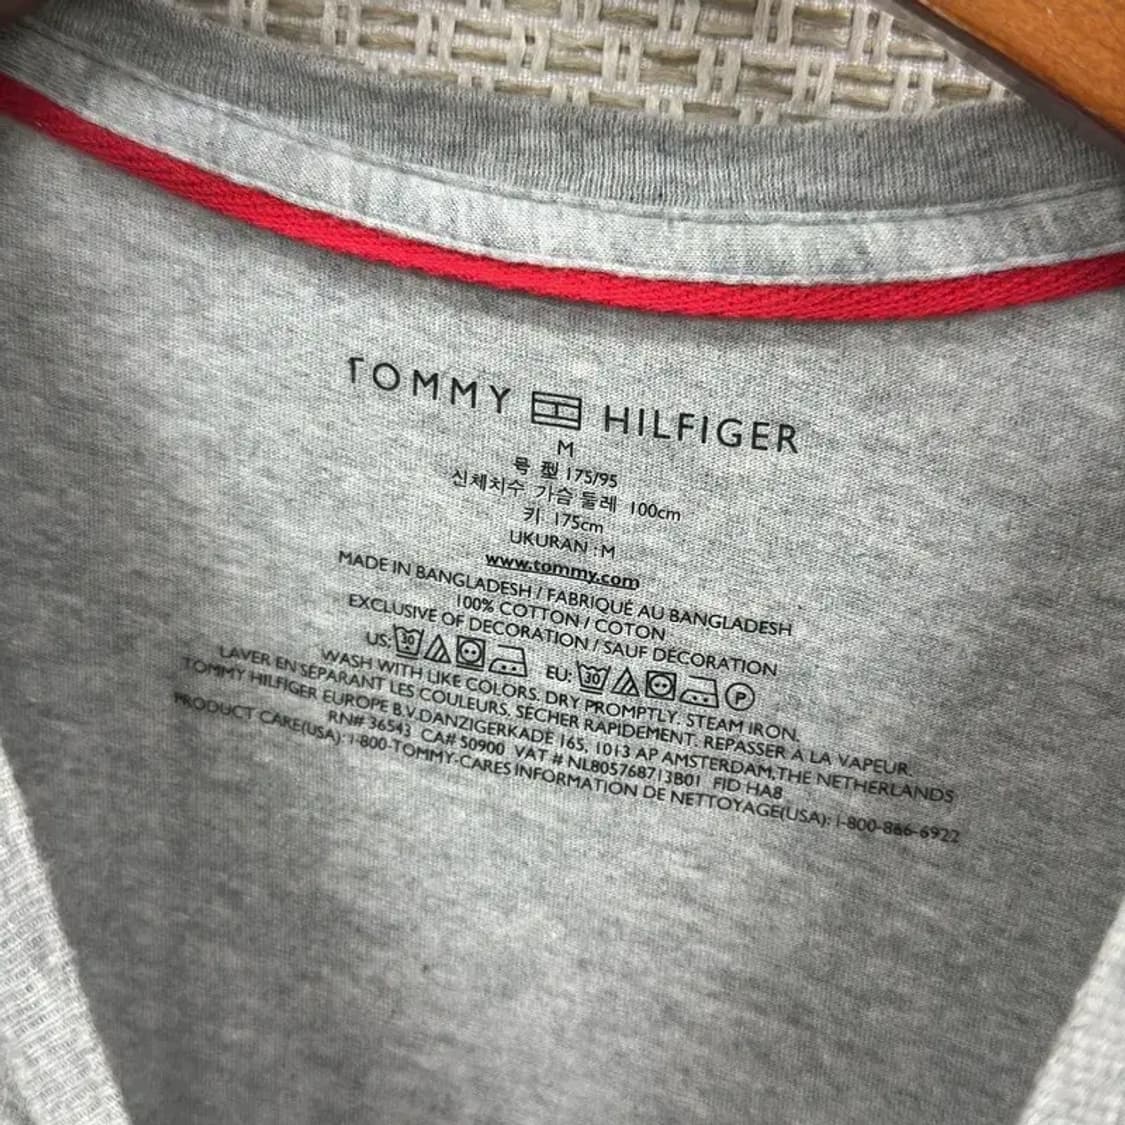 TOMMY HILFIGER
M
号 型 175/95
신체치수 가슴 둘레 100cm
키 175cm
UKURAN : M
www.tommy.com
MADE IN BANGLADESH / FABRIQUÉ AU BANGLADESH
100% COTTON / COTON
EXCLUSIVE OF DECORATION / SAUF DÉCORATION
US: 30 EU: 30 P
WASH WITH LIKE COLORS. DRY PROMPTLY. STEAM IRON.
LAVER EN SÉPARANT LES COULEURS. SÉCHER RAPIDEMENT. REPASSER À LA VAPEUR.
TOMMY HILFIGER EUROPE B.V.DANZIGERKADE 165, 1013 AP AMSTERDAM,THE NETHERLANDS
RN# 36543 CA# 50900 VAT # NL805768713B01 FID HA8
PRODUCT CARE(USA): 1-800-TOMMY-CARES INFORMATION DE NETTOYAGE(USA): 1-800-866-6922